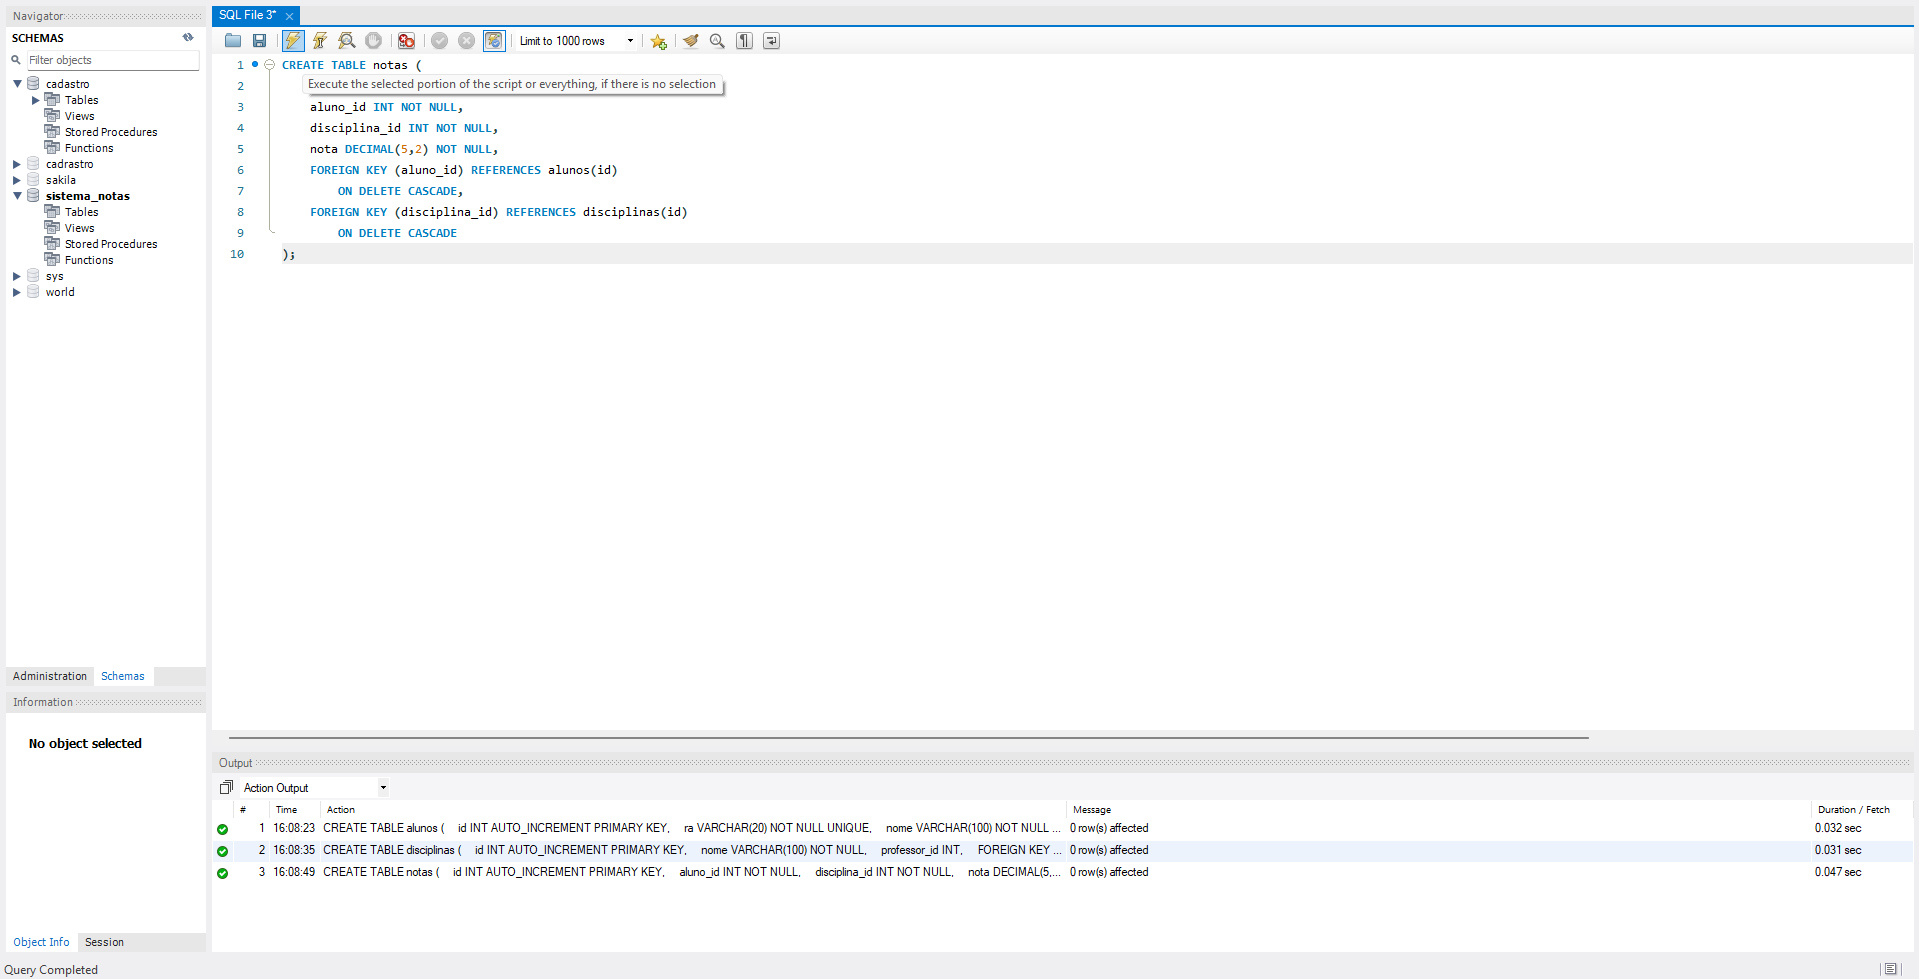 Navigator
SCHEMAS
Filter objects
cadastro
Tables
Views
Stored Procedures
Functions
cadrastro
sakila
sistema_notas
Tables
Views
Stored Procedures
Functions
sys
world
Administration Schemas
Information
No object selected
Object Info Session
Query Completed
SQL File 3*
Limit to 1000 rows
1 CREATE TABLE notas (
2
Execute the selected portion of the script or everything, if there is no selection
3 aluno_id INT NOT NULL,
4 disciplina_id INT NOT NULL,
5 nota DECIMAL(5,2) NOT NULL,
6 FOREIGN KEY (aluno_id) REFERENCES alunos(id)
7 ON DELETE CASCADE,
8 FOREIGN KEY (disciplina_id) REFERENCES disciplinas(id)
9 ON DELETE CASCADE
10 );
Output
Action Output
# Time Action Message Duration / Fetch
1 16:08:23 CREATE TABLE alunos ( id INT AUTO_INCREMENT PRIMARY KEY, ra VARCHAR(20) NOT NULL UNIQUE, nome VARCHAR(100) NOT NULL ... 0 row(s) affected 0.032 sec
2 16:08:35 CREATE TABLE disciplinas ( id INT AUTO_INCREMENT PRIMARY KEY, nome VARCHAR(100) NOT NULL, professor_id INT, FOREIGN KEY ... 0 row(s) affected 0.031 sec
3 16:08:49 CREATE TABLE notas ( id INT AUTO_INCREMENT PRIMARY KEY, aluno_id INT NOT NULL, disciplina_id INT NOT NULL, nota DECIMAL(5,... 0 row(s) affected 0.047 sec